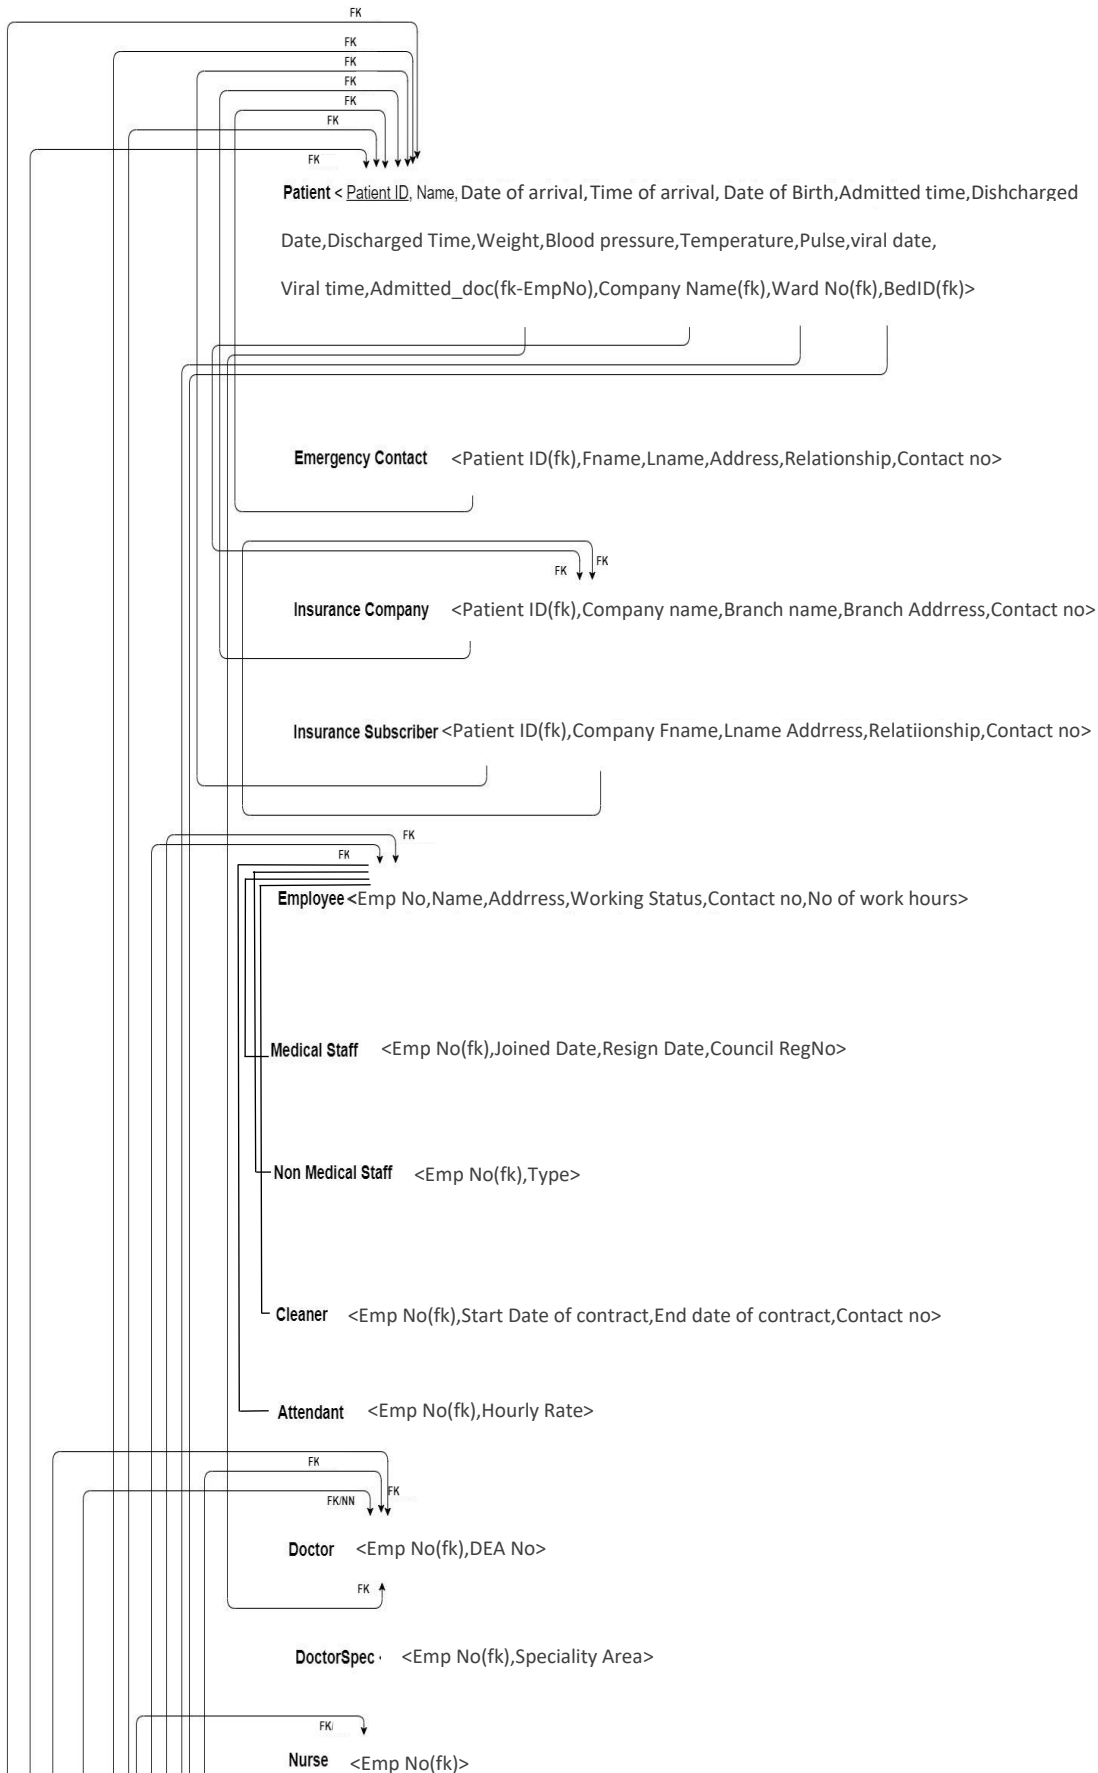 FK
FK
FK
FK
FK
FK
FK
Patient < Patient ID, Name, Date of arrival,Time of arrival, Date of Birth,Admitted time,Dishcharged
Date,Discharged Time,Weight,Blood pressure,Temperature,Pulse,viral date,
Viral time,Admitted_doc(fk-EmpNo),Company Name(fk),Ward No(fk),BedID(fk)>
Emergency Contact <Patient ID(fk),Fname,Lname,Address,Relationship,Contact no>
FK
FK
Insurance Company <Patient ID(fk),Company name,Branch name,Branch Addrress,Contact no>
Insurance Subscriber <Patient ID(fk),Company Fname,Lname Addrress,Relatiionship,Contact no>
FK
FK
Employee <Emp No,Name,Addrress,Working Status,Contact no,No of work hours>
Medical Staff <Emp No(fk),Joined Date,Resign Date,Council RegNo>
Non Medical Staff <Emp No(fk),Type>
Cleaner <Emp No(fk),Start Date of contract,End date of contract,Contact no>
Attendant <Emp No(fk),Hourly Rate>
FK
FK
FK/NN
Doctor <Emp No(fk),DEA No>
FK
DoctorSpec <Emp No(fk),Speciality Area>
FK/
Nurse <Emp No(fk)>